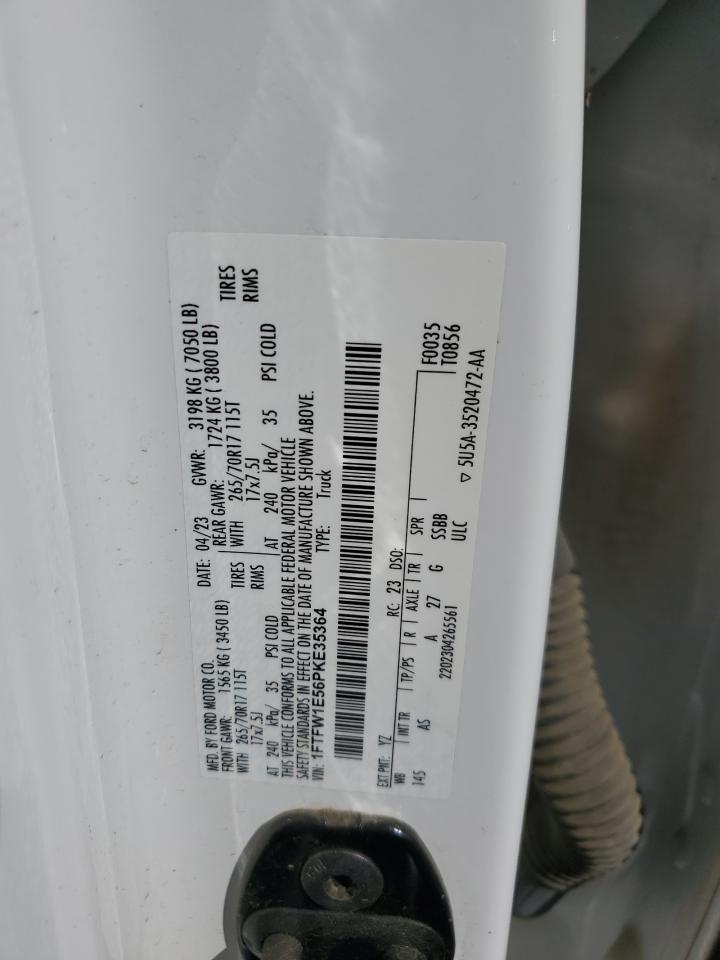 MFD. BY FORD MOTOR CO. DATE: 04/23 GVWR: 3198 KG ( 7050 LB)
FRONT GAWR: 1565 KG ( 3450 LB) REAR GAWR: 1724 KG ( 3800 LB)
WITH 265/70R17 115T TIRES WITH 265/70R17 115T TIRES
17x7.5J RIMS 17x7.5J RIMS
AT 240 kPa/ 35 PSI COLD AT 240 kPa/ 35 PSI COLD
THIS VEHICLE CONFORMS TO ALL APPLICABLE FEDERAL MOTOR VEHICLE
SAFETY STANDARDS IN EFFECT ON THE DATE OF MANUFACTURE SHOWN ABOVE.
VIN: 1FTFW1E56PKE35364 TYPE: Truck
F0035
T0856
EXT PNT: YZ RC: 23 DSO:
WB INT TR TP/PS R AXLE TR SPR
145 AS A 27 G SSBB
2202304265561 ULC
▽ 5U5A-3520472-AA